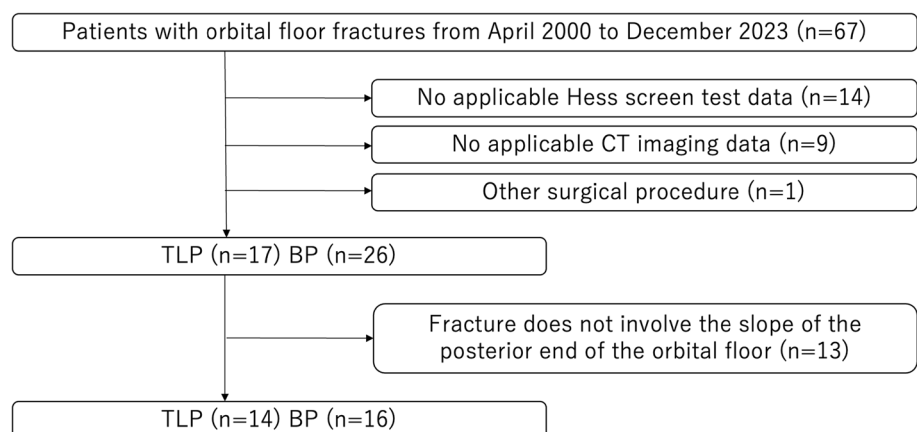 Patients with orbital floor fractures from April 2000 to December 2023 (n=67)
No applicable Hess screen test data (n=14)
No applicable CT imaging data (n=9)
Other surgical procedure (n=1)
TLP (n=17) BP (n=26)
Fracture does not involve the slope of the
posterior end of the orbital floor (n=13)
TLP (n=14) BP (n=16)